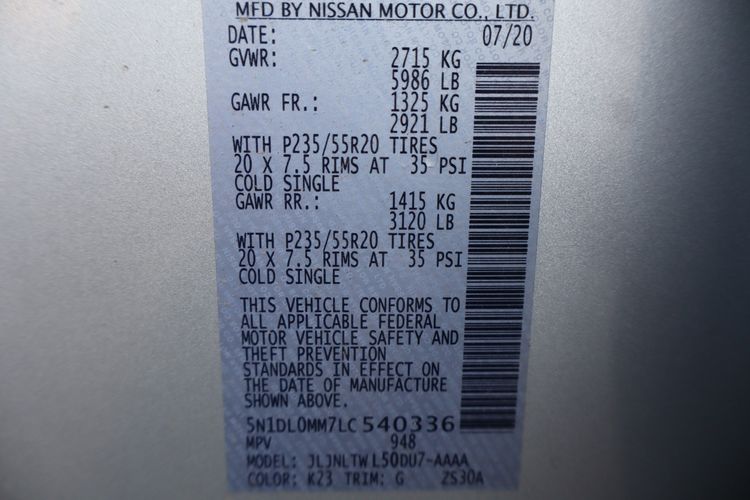 MFD BY NISSAN MOTOR CO., LTD.
DATE: 07/20
GVWR: 2715 KG
5986 LB
GAWR FR.: 1325 KG
2921 LB
WITH P235/55R20 TIRES
20 X 7.5 RIMS AT 35 PSI
COLD SINGLE
GAWR RR.: 1415 KG
3120 LB
WITH P235/55R20 TIRES
20 X 7.5 RIMS AT 35 PSI
COLD SINGLE
THIS VEHICLE CONFORMS TO
ALL APPLICABLE FEDERAL
MOTOR VEHICLE SAFETY AND
THEFT PREVENTION
STANDARDS IN EFFECT ON
THE DATE OF MANUFACTURE
SHOWN ABOVE.
5N1DL0MM7LC540336
MPV 948
MODEL: JLJNLTWL50DU7-AAAA
COLOR: K23 TRIM: G ZS30A